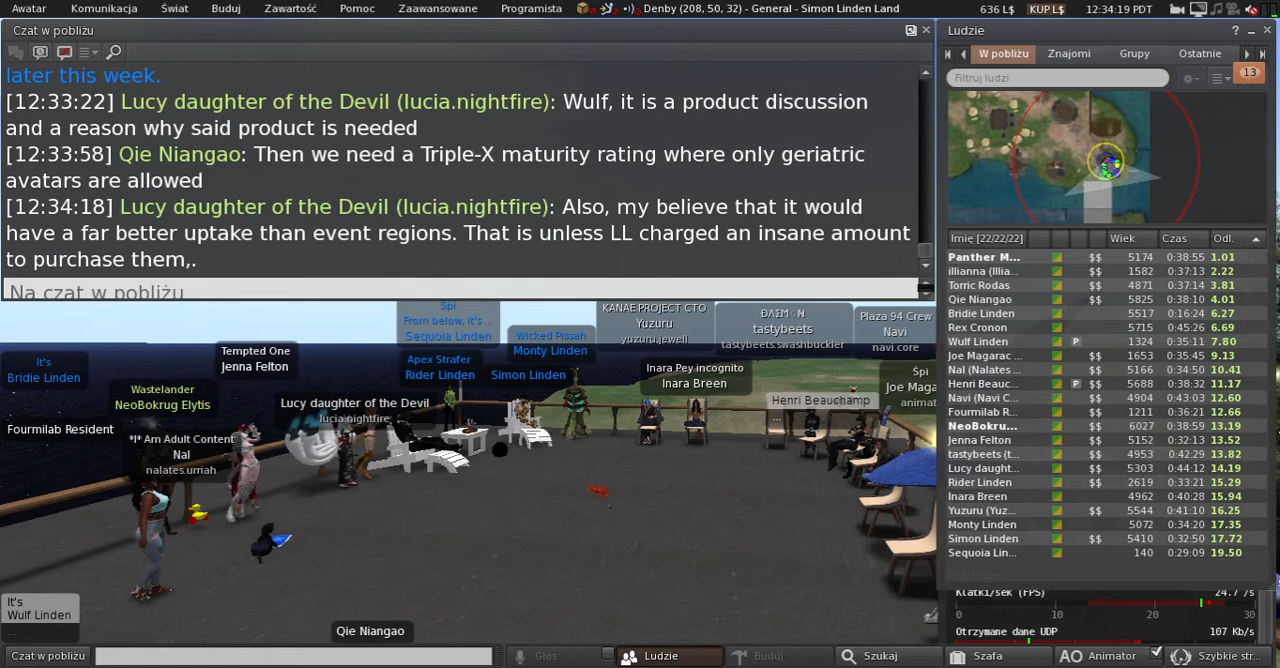 Awatar Komunikacja Świat Buduj Zawartość Pomoc Zaawansowane Programista Denby (208, 50, 32) - General - Simon Linden Land 636 L$ KUP L$ 12:34:19 PDT
Czat w pobliżu
later this week.
[12:33:22] Lucy daughter of the Devil (lucia.nightfire): Wulf, it is a product discussion
and a reason why said product is needed
[12:33:58] Qie Niangao: Then we need a Triple-X maturity rating where only geriatric
avatars are allowed
[12:34:18] Lucy daughter of the Devil (lucia.nightfire): Also, my believe that it would
have a far better uptake than event regions. That is unless LL charged an insane amount
to purchase them,.
Na czat w pobliżu
Ludzie
W pobliżu Znajomi Grupy Ostatnie
13
Filtruj ludzi
Imię [22/22/22] Wiek Czas Odl.
Panther M... $$ 5174 0:38:55 1.01
illianna (Illia... $$ 1582 0:37:13 2.22
Torric Rodas $$ 4871 0:37:14 3.81
Qie Niangao $$ 5825 0:38:10 4.01
Bridie Linden 5517 0:16:24 6.27
Rex Cronon 5715 0:45:26 6.69
Wulf Linden P 1324 0:35:11 7.80
Joe Magarac ... $$ 1653 0:35:45 9.13
Nal (Nalates ... $$ 5166 0:34:50 10.41
Henri Beauc... P $$ 5688 0:38:32 11.17
Navi (Navi C... $$ 4904 0:43:03 12.60
Fourmilab R... $$ 1211 0:36:21 12.66
NeoBokru... $$ 6027 0:38:59 13.19
Jenna Felton $$ 5152 0:32:13 13.52
tastybeets (t... $$ 4953 0:42:29 13.82
Lucy daught... $$ 5303 0:44:12 14.19
Rider Linden $$ 2619 0:33:21 15.29
Inara Breen 4962 0:40:28 15.94
Yuzuru (Yuz... $$ 5544 0:41:10 16.25
Monty Linden 5072 0:34:20 17.35
Simon Linden $$ 5410 0:32:50 17.72
Sequoia Lin... 140 0:29:09 19.50
Klatki/sek (FPS) 24.7 /s
0 10 20 30
Otrzymane dane UDP 107 Kb/s
Śpi
From below, it's ...
Sequoia Linden
KANAE PROJECT CTO
Yuzuru
yuzuru.jewell
tastybeets
tastybeets.swashbuckler
Plaza 94 Crew
Navi
navi.core
Wicked Pissah
Monty Linden
It's
Bridie Linden
Tempted One
Jenna Felton
Apex Strafer
Rider Linden
Simon Linden
Inara Pey incognito
Inara Breen
Śpi
Joe Maga
animat
Wastelander
NeoBokrug Elytis
Lucy daughter of the Devil
lucia.nightfire
Henri Beauchamp
...
Fourmilab Resident
Am Adult Content
Nal
nalates.urriah
It's
Wulf Linden
...
Qie Niangao
Czat w pobliżu Głos Ludzie Buduj Szukaj Szafa AO Animator Szybkie str...